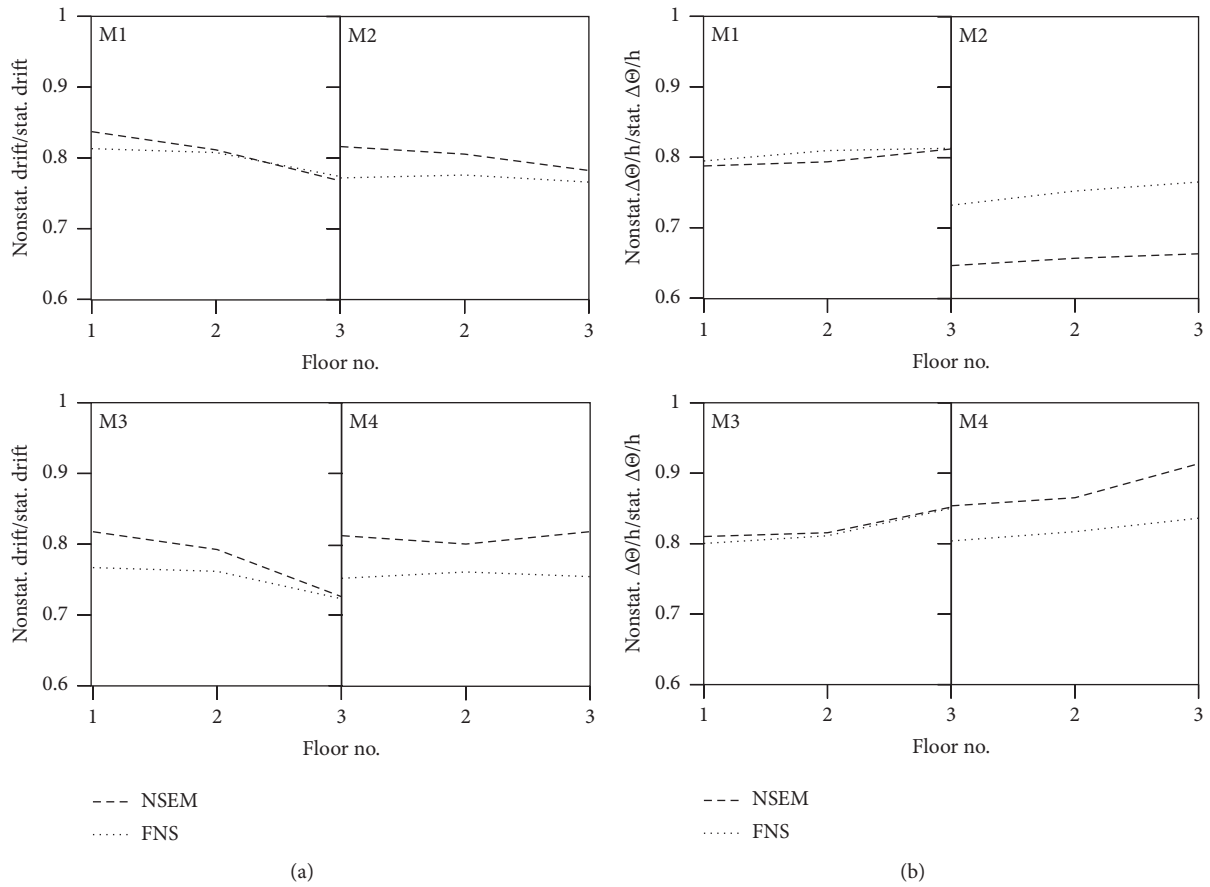 Nonstat. drift/stat. drift
1
0.9
0.8
0.7
0.6
M1
M2
1
2
3
2
3
Floor no.
Nonstat.ΔΘ/h/stat. ΔΘ/h
1
0.9
0.8
0.7
0.6
M1
M2
1
2
3
2
3
Floor no.
Nonstat. drift/stat. drift
1
0.9
0.8
0.7
0.6
M3
M4
1
2
3
2
3
Floor no.
NSEM
FNS
(a)
Nonstat. ΔΘ/h/stat. ΔΘ/h
1
0.9
0.8
0.7
0.6
M3
M4
1
2
3
2
3
Floor no.
NSEM
FNS
(b)